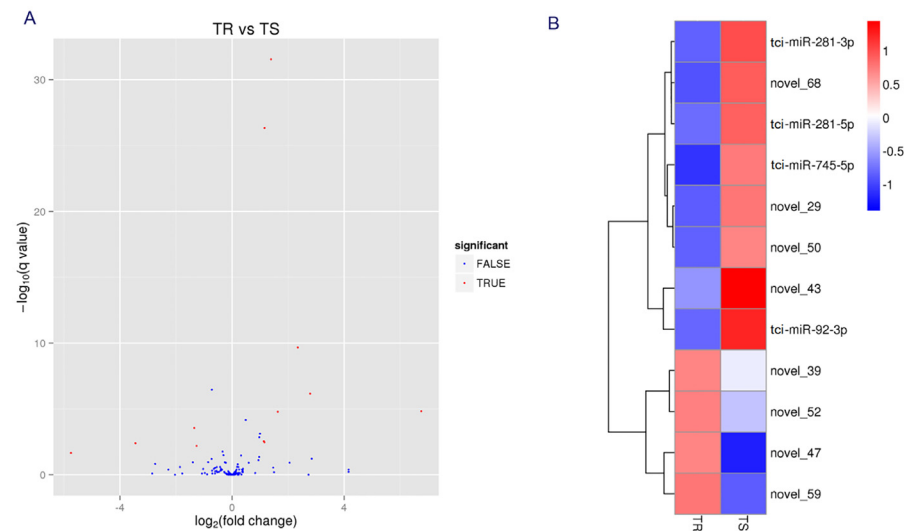 A
TR vs TS
30
20
10
0
-4
0
4
−log10(q value)
log2(fold change)
significant
FALSE
TRUE
B
tci-miR-281-3p
novel_68
tci-miR-281-5p
tci-miR-745-5p
novel_29
novel_50
novel_43
tci-miR-92-3p
novel_39
novel_52
novel_47
novel_59
TR
TS
1
0.5
0
-0.5
-1